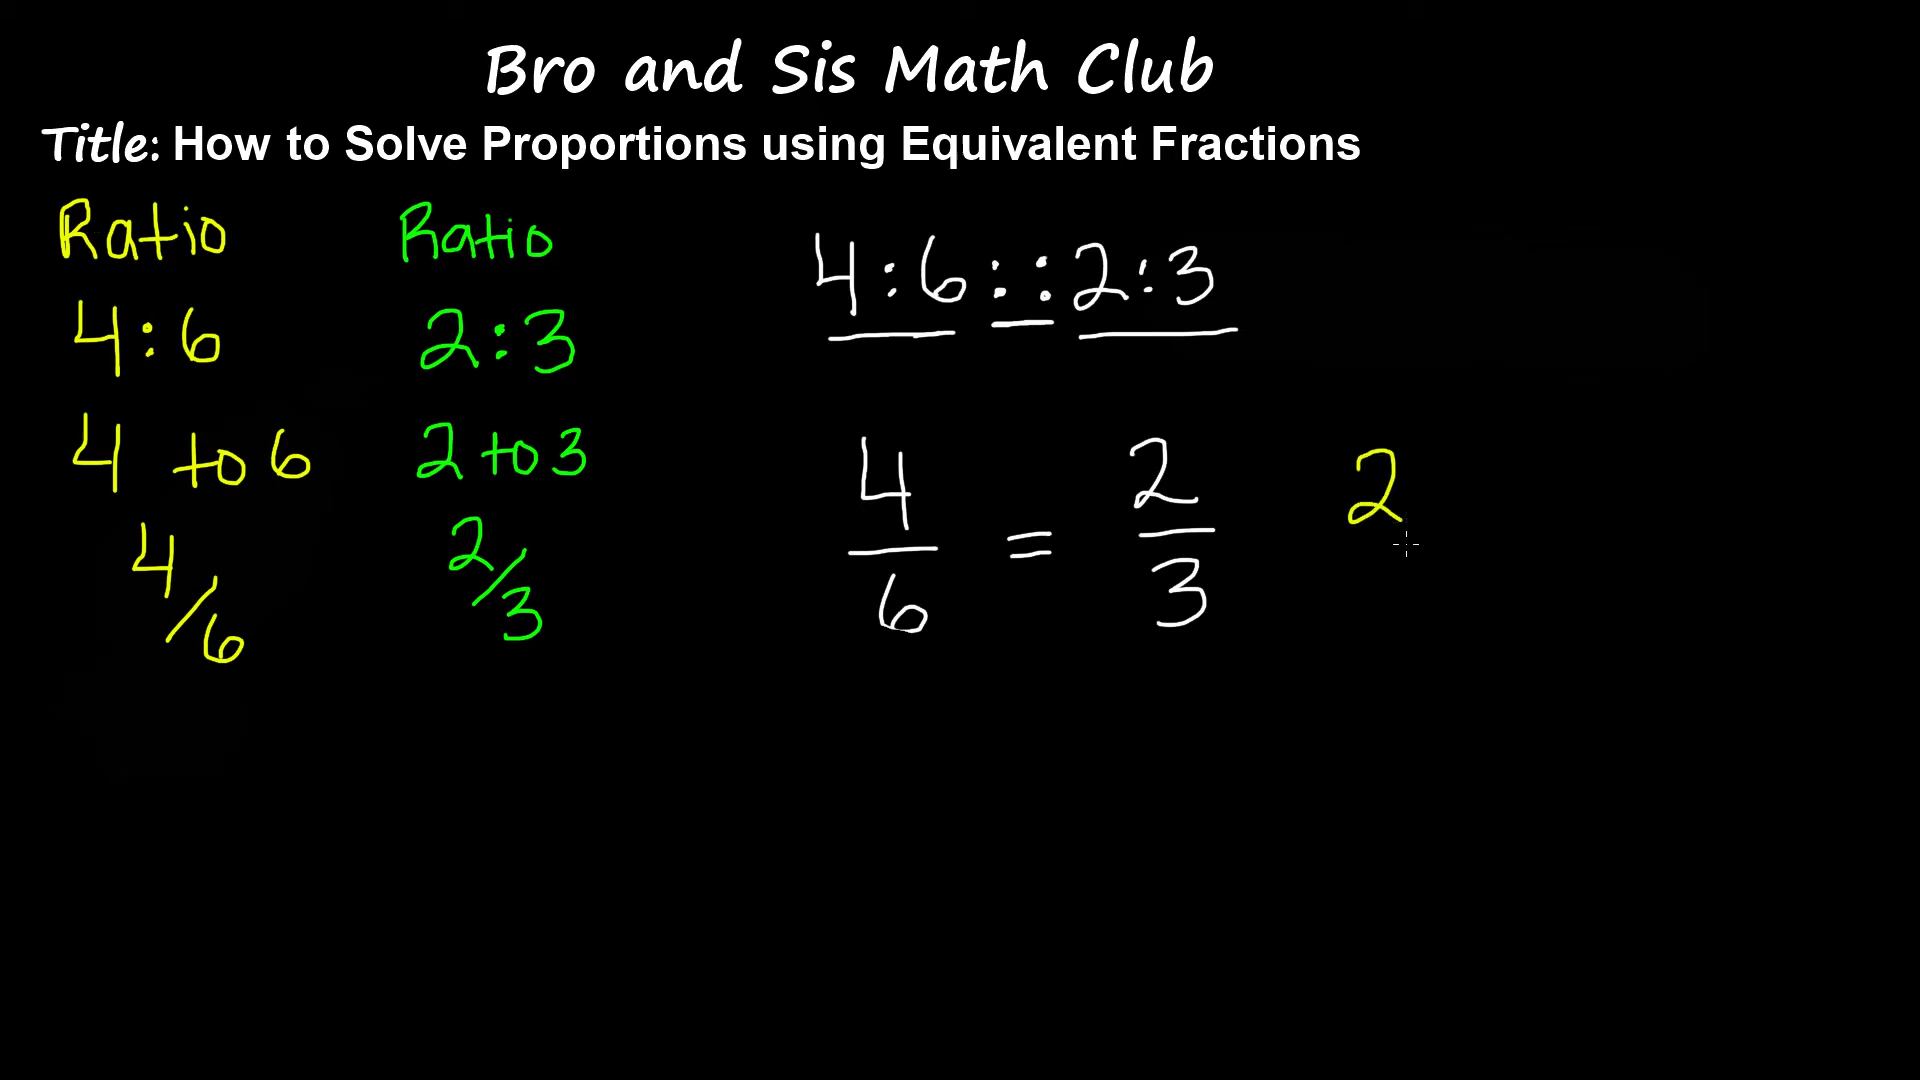 Bro and Sis Math Club
Title: How to Solve Proportions using Equivalent Fractions
Ratio
4:6
4 to 6
4/6
Ratio
2:3
2 to 3
2/3
4:6::2:3
4/6 = 2/3
2